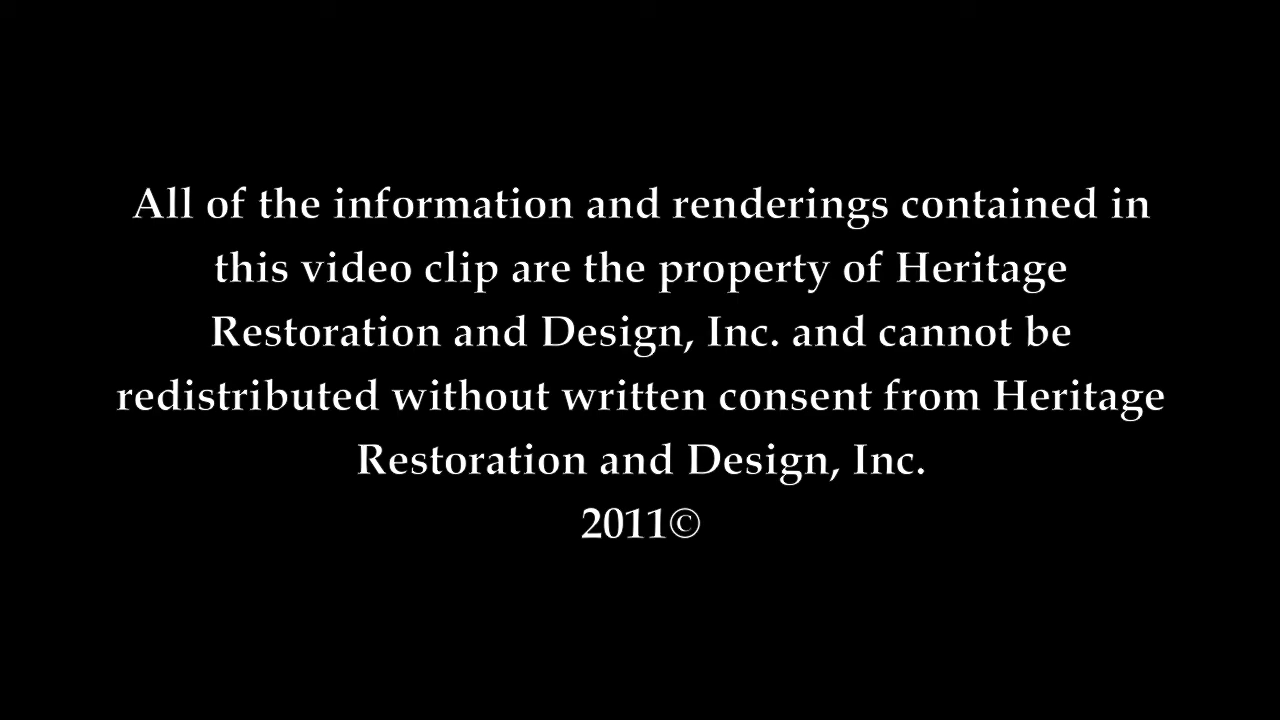 All of the information and renderings contained in
this video clip are the property of Heritage
Restoration and Design, Inc. and cannot be
redistributed without written consent from Heritage
Restoration and Design, Inc.
2011©